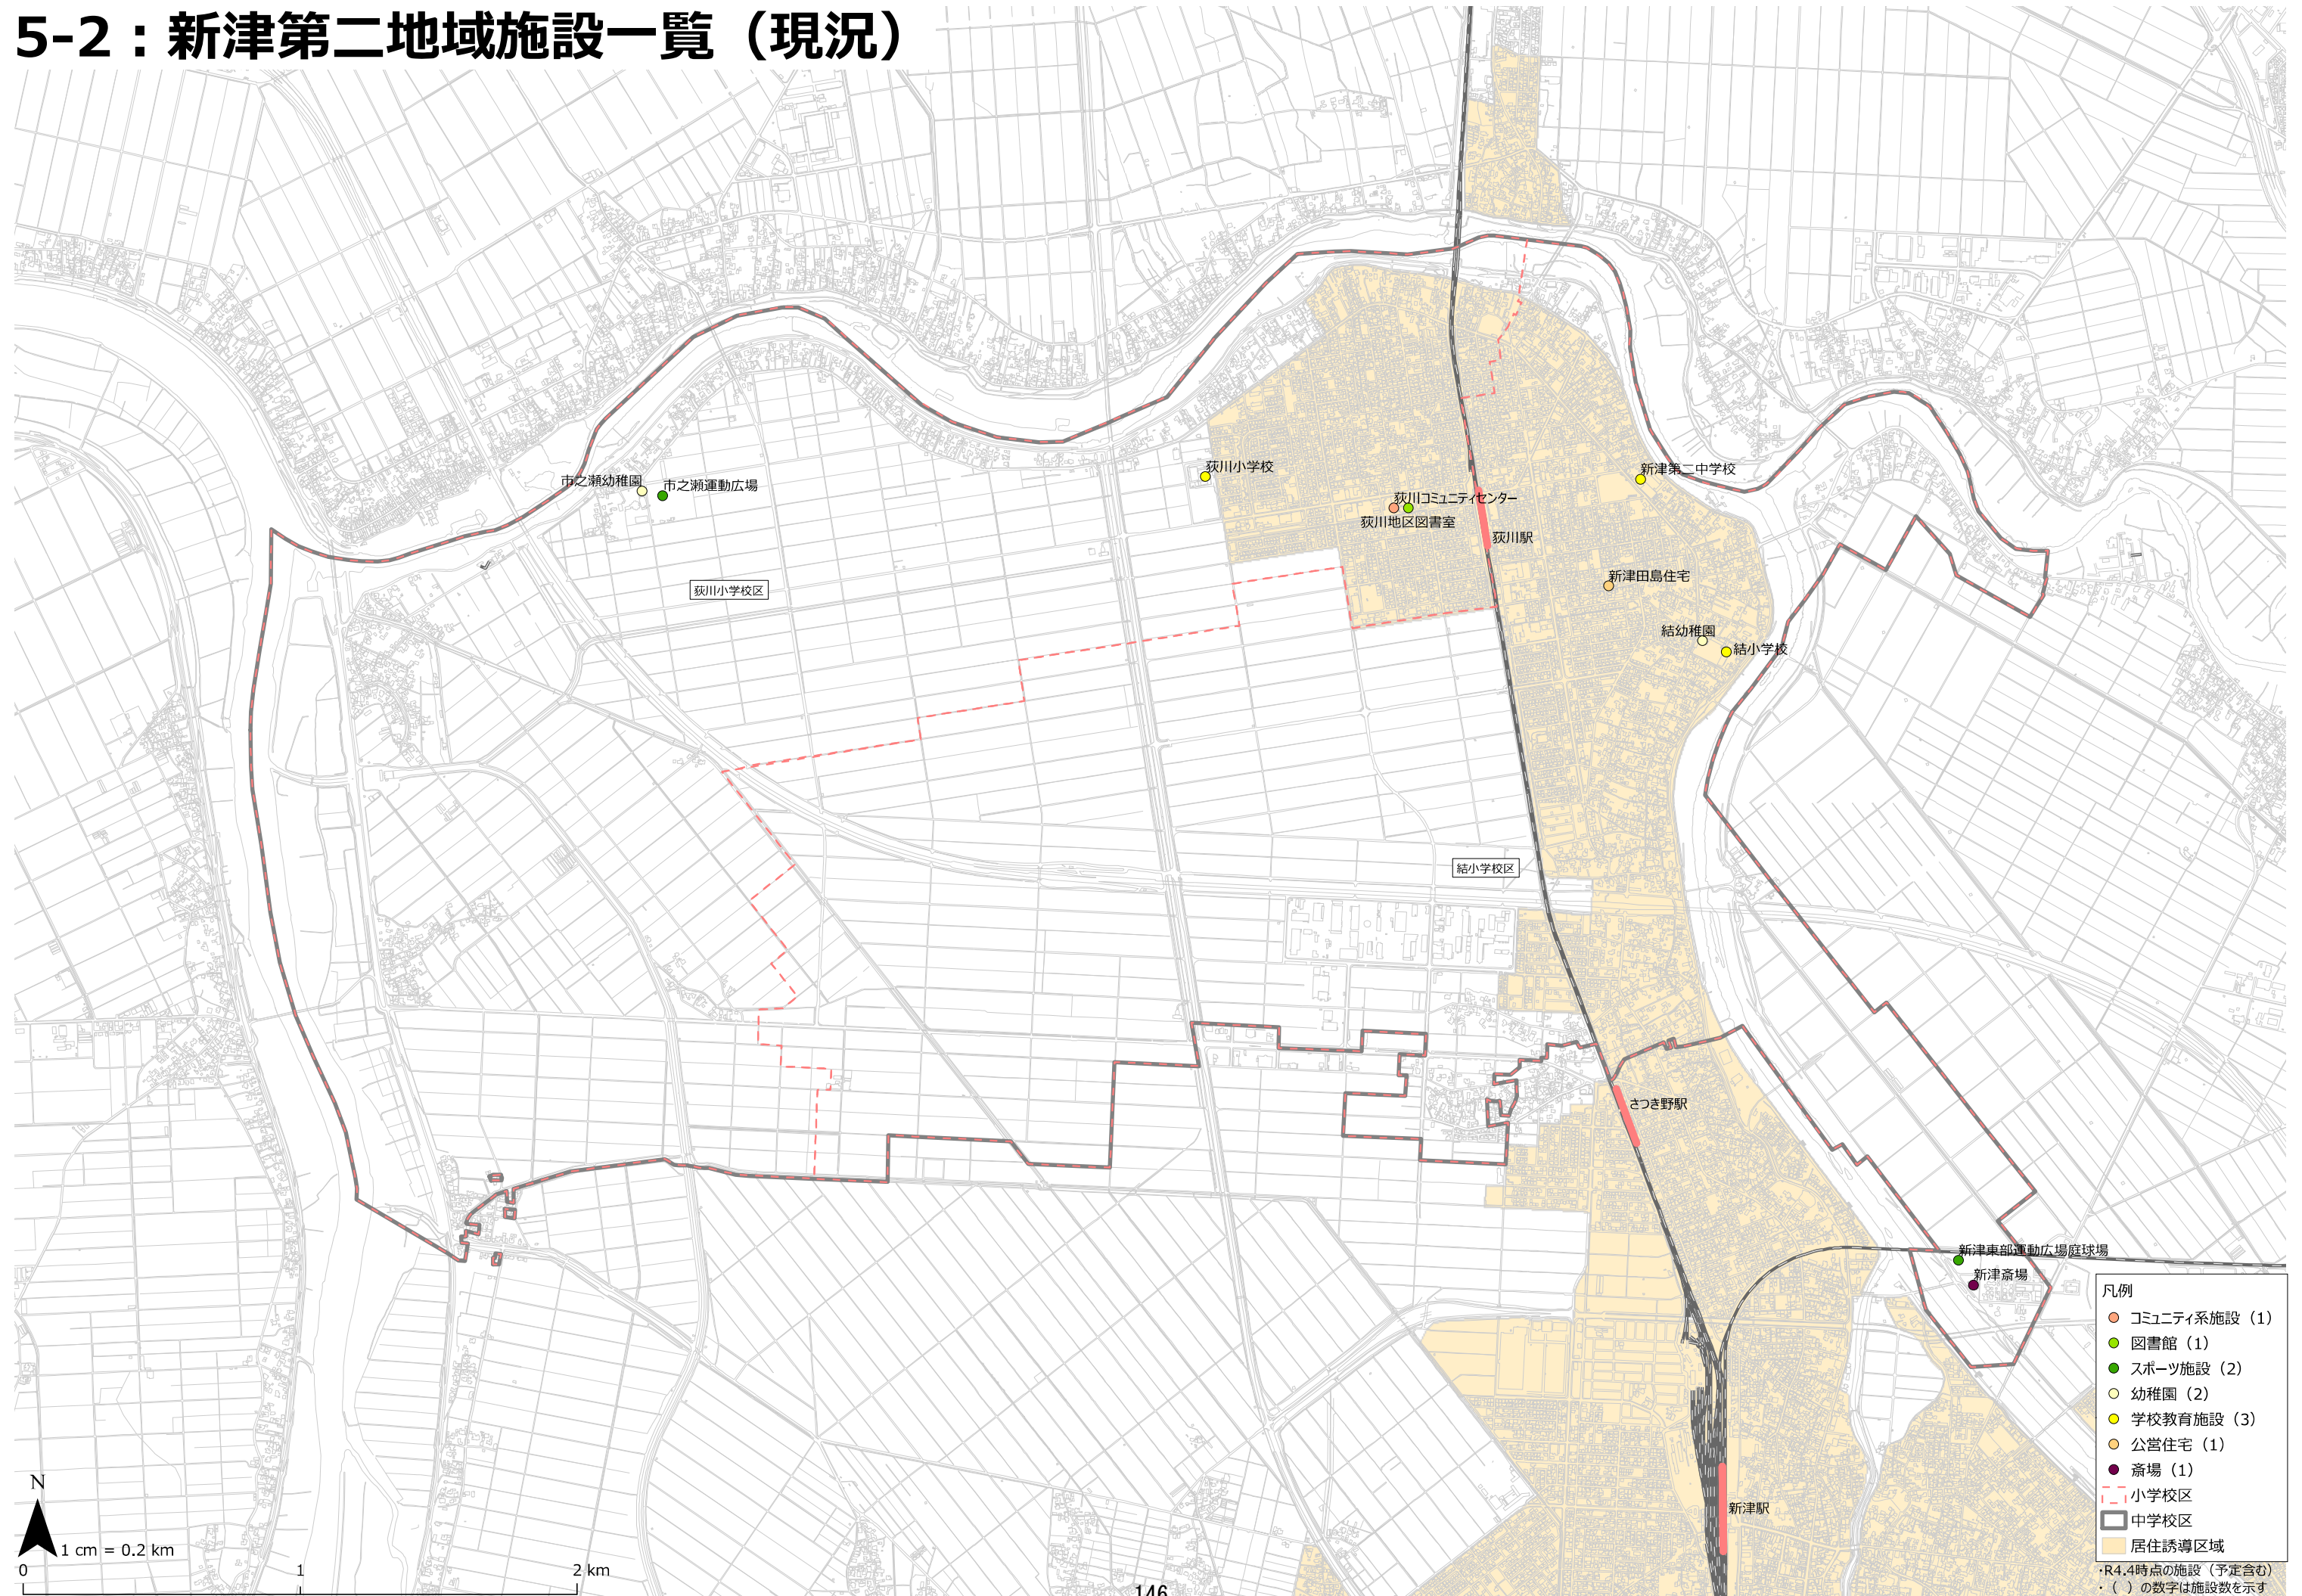 5-2：新津第二地域施設一覧（現況）
市之瀬幼稚園
市之瀬運動広場
荻川小学校
新津第二中学校
荻川コミュニティセンター
荻川地区図書室
荻川駅
新津田島住宅
荻川小学校区
結幼稚園
結小学校
結小学校区
さつき野駅
新津東部運動広場庭球場
新津斎場
新津駅
凡例
コミュニティ系施設（1）
図書館（1）
スポーツ施設（2）
幼稚園（2）
学校教育施設（3）
公営住宅（1）
斎場（1）
小学校区
中学校区
居住誘導区域
・R4.4時点の施設（予定含む）
・（ ）の数字は施設数を示す
N
1 cm = 0.2 km
0 1 2 km
146